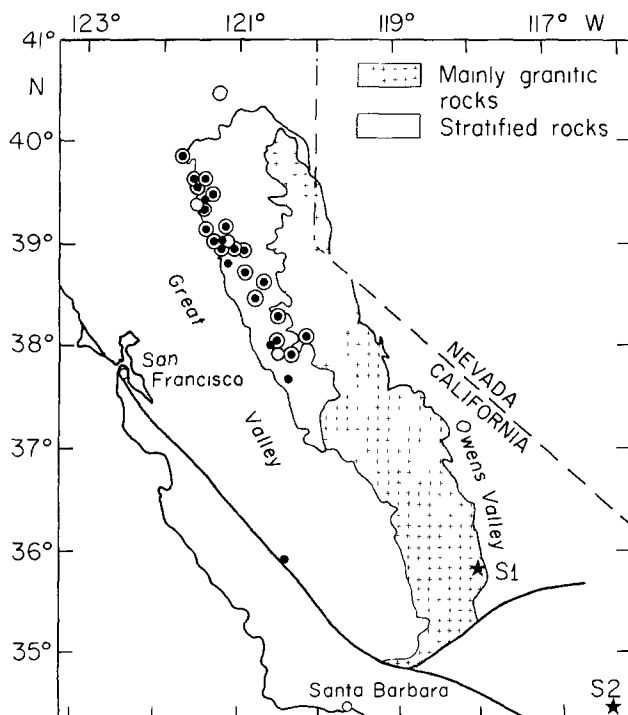 123° 121° 119° 117° W
41°
N
40°
39°
38°
37°
36°
35°
Mainly granitic
rocks
Stratified rocks
Great
Valley
San
Francisco
NEVADA
CALIFORNIA
Owens Valley
S1
Santa Barbara
S2